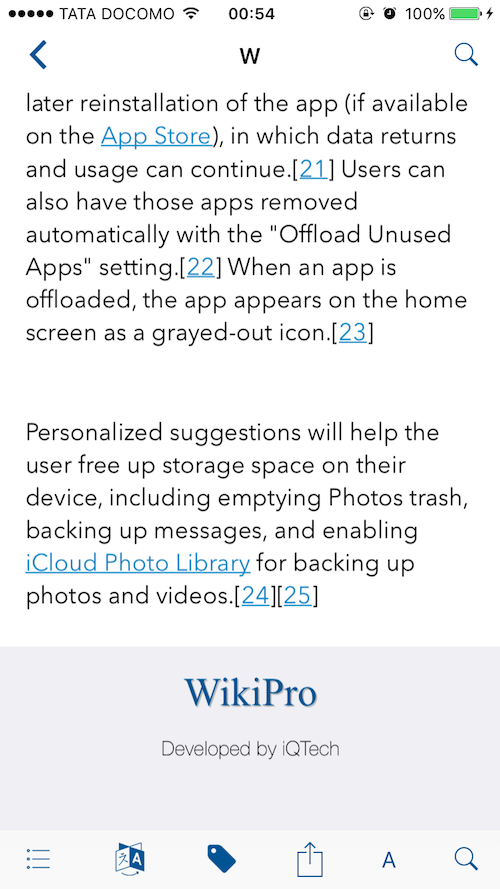 TATA DOCOMO 00:54 100%
W
later reinstallation of the app (if available
on the App Store), in which data returns
and usage can continue.[21] Users can
also have those apps removed
automatically with the "Offload Unused
Apps" setting.[22] When an app is
offloaded, the app appears on the home
screen as a grayed-out icon.[23]
Personalized suggestions will help the
user free up storage space on their
device, including emptying Photos trash,
backing up messages, and enabling
iCloud Photo Library for backing up
photos and videos.[24][25]
WikiPro
Developed by iQTech
A A